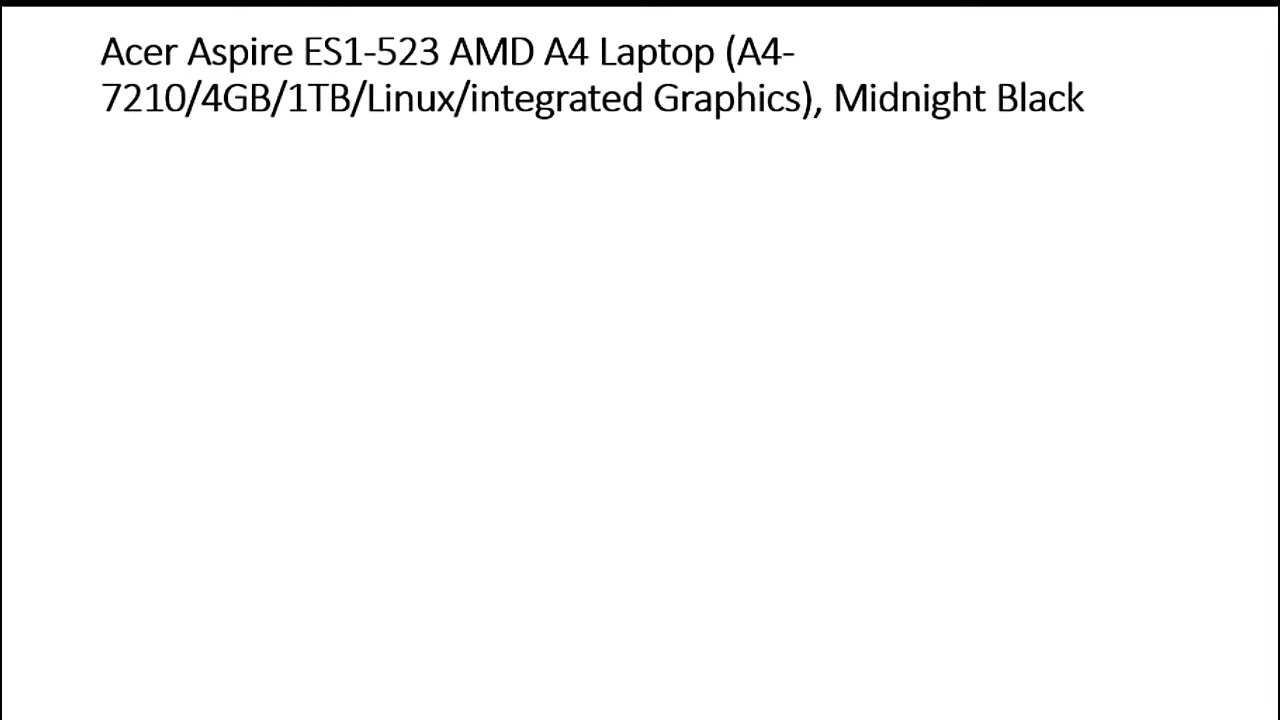 Acer Aspire ES1-523 AMD A4 Laptop (A4-
7210/4GB/1TB/Linux/integrated Graphics), Midnight Black